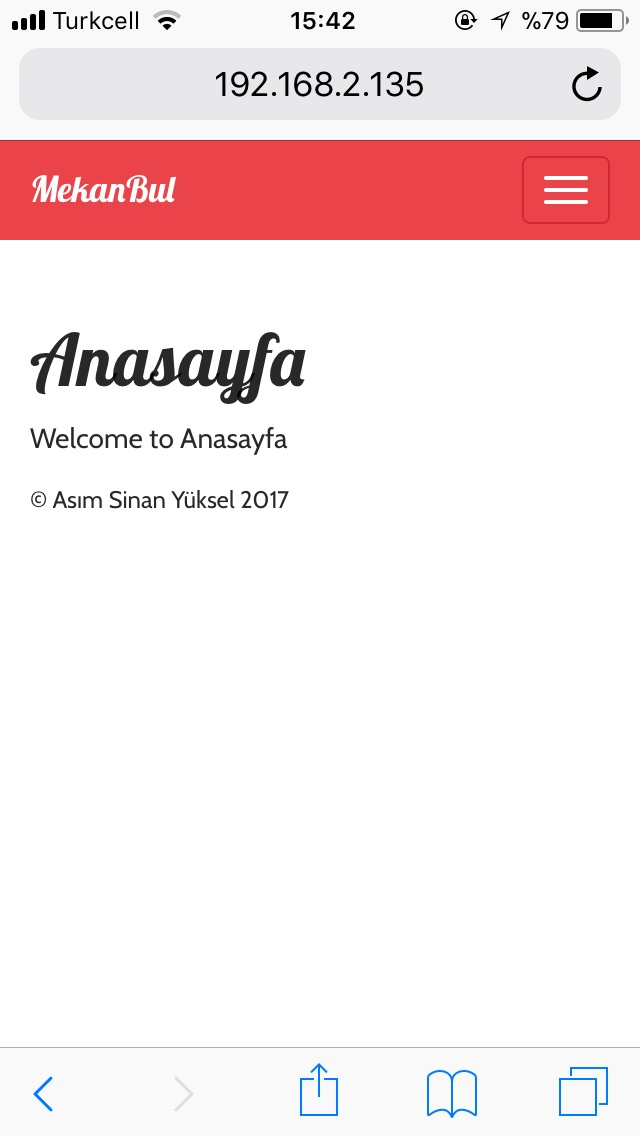 Turkcell 15:42 %79
192.168.2.135
MekanBul
Anasayfa
Welcome to Anasayfa
© Asım Sinan Yüksel 2017